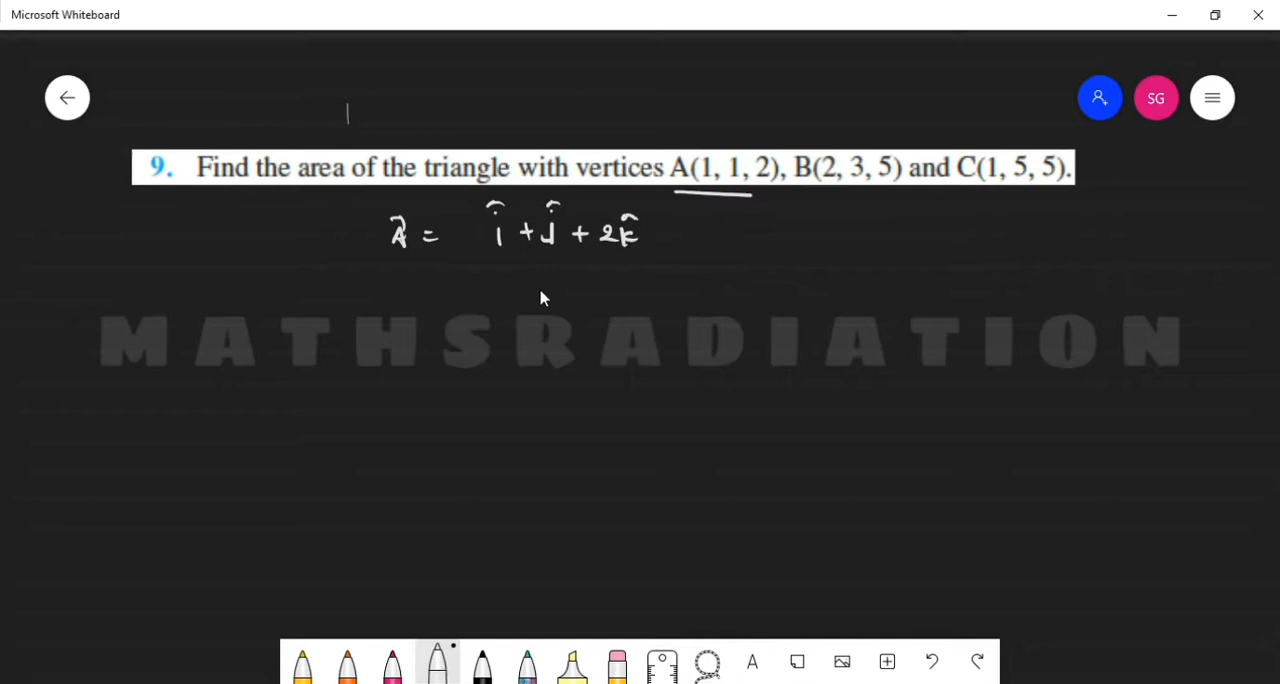 Microsoft Whiteboard
SG
9. Find the area of the triangle with vertices A(1, 1, 2), B(2, 3, 5) and C(1, 5, 5).
A⃗ = î + ĵ + 2k̂
MATHSRADIATION
A